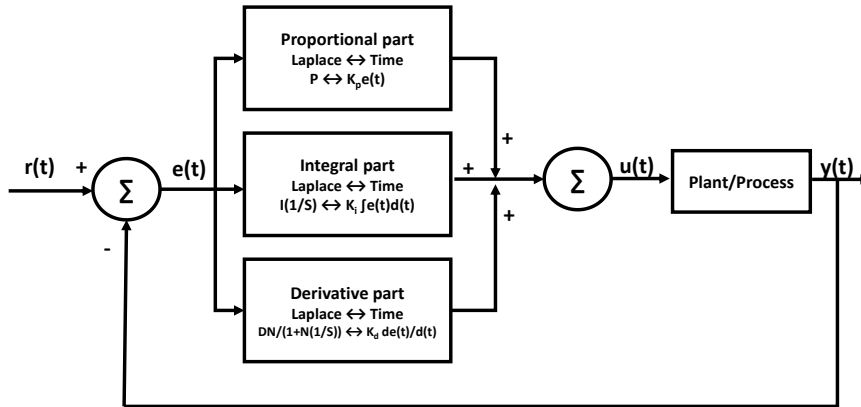 Proportional part
Laplace ↔ Time
P ↔ Kₚe(t)
r(t)
+
Σ
-
e(t)
Integral part
Laplace ↔ Time
I(1/S) ↔ Kᵢ ∫e(t)d(t)
Derivative part
Laplace ↔ Time
DN/(1+N(1/S)) ↔ K_d de(t)/d(t)
+
+
+
Σ
u(t)
Plant/Process
y(t)